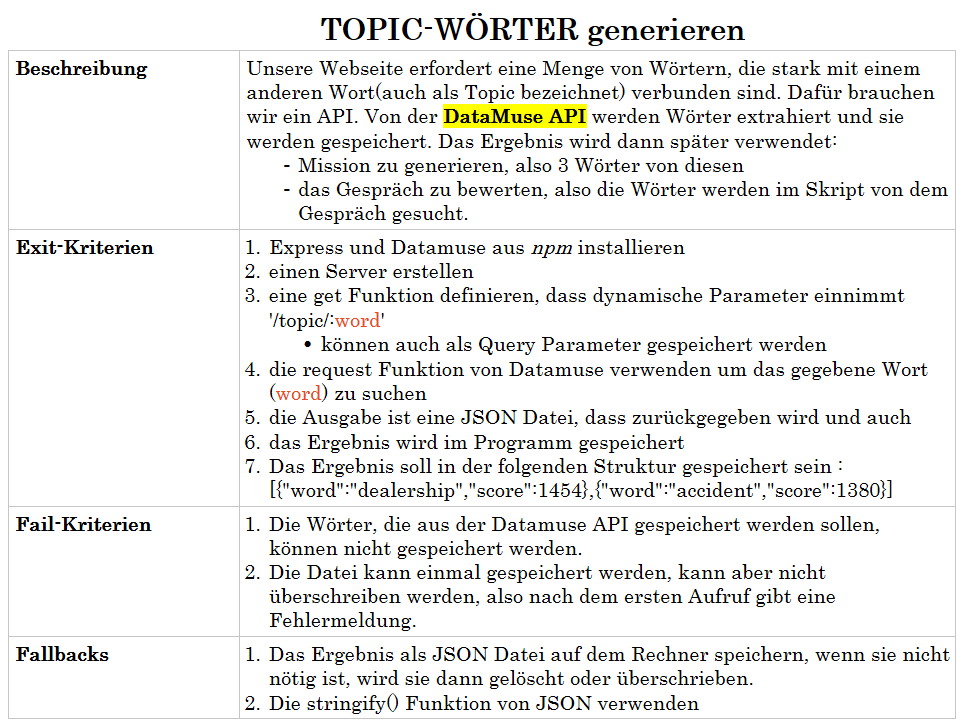 TOPIC-WÖRTER generieren
Beschreibung
Unsere Webseite erfordert eine Menge von Wörtern, die stark mit einem
anderen Wort(auch als Topic bezeichnet) verbunden sind. Dafür brauchen
wir ein API. Von der DataMuse API werden Wörter extrahiert und sie
werden gespeichert. Das Ergebnis wird dann später verwendet:
- Mission zu generieren, also 3 Wörter von diesen
- das Gespräch zu bewerten, also die Wörter werden im Skript von dem
Gespräch gesucht.
Exit-Kriterien
1. Express und Datamuse aus npm installieren
2. einen Server erstellen
3. eine get Funktion definieren, dass dynamische Parameter einnimmt
'/topic/:word'
• können auch als Query Parameter gespeichert werden
4. die request Funktion von Datamuse verwenden um das gegebene Wort
(word) zu suchen
5. die Ausgabe ist eine JSON Datei, dass zurückgegeben wird und auch
6. das Ergebnis wird im Programm gespeichert
7. Das Ergebnis soll in der folgenden Struktur gespeichert sein :
[{"word":"dealership","score":1454},{"word":"accident","score":1380}]
Fail-Kriterien
1. Die Wörter, die aus der Datamuse API gespeichert werden sollen,
können nicht gespeichert werden.
2. Die Datei kann einmal gespeichert werden, kann aber nicht
überschreiben werden, also nach dem ersten Aufruf gibt eine
Fehlermeldung.
Fallbacks
1. Das Ergebnis als JSON Datei auf dem Rechner speichern, wenn sie nicht
nötig ist, wird sie dann gelöscht oder überschrieben.
2. Die stringify() Funktion von JSON verwenden